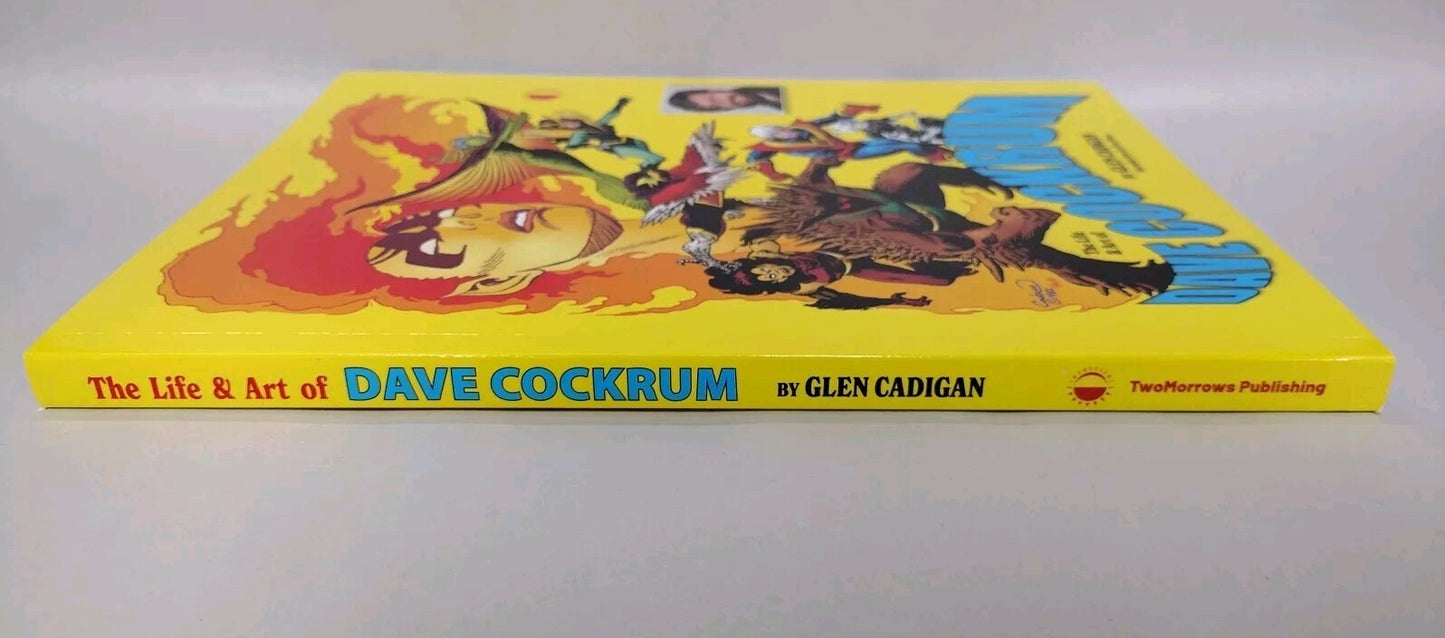 DAVE COCKRUM
The Life & Art of DAVE COCKRUM BY GLEN CADIGAN TwoMorrows Publishing